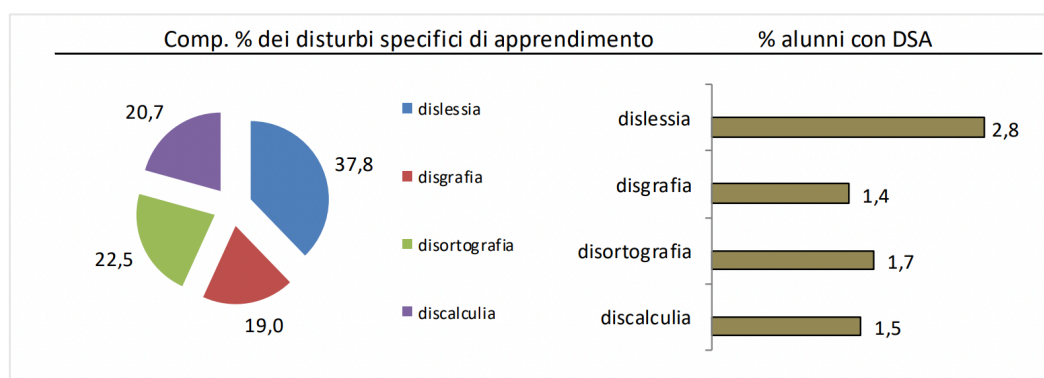 Comp. % dei disturbi specifici di apprendimento
% alunni con DSA
20,7
37,8
22,5
19,0
dislessia
disgrafia
disortografia
discalculia
dislessia
2,8
disgrafia
1,4
disortografia
1,7
discalculia
1,5